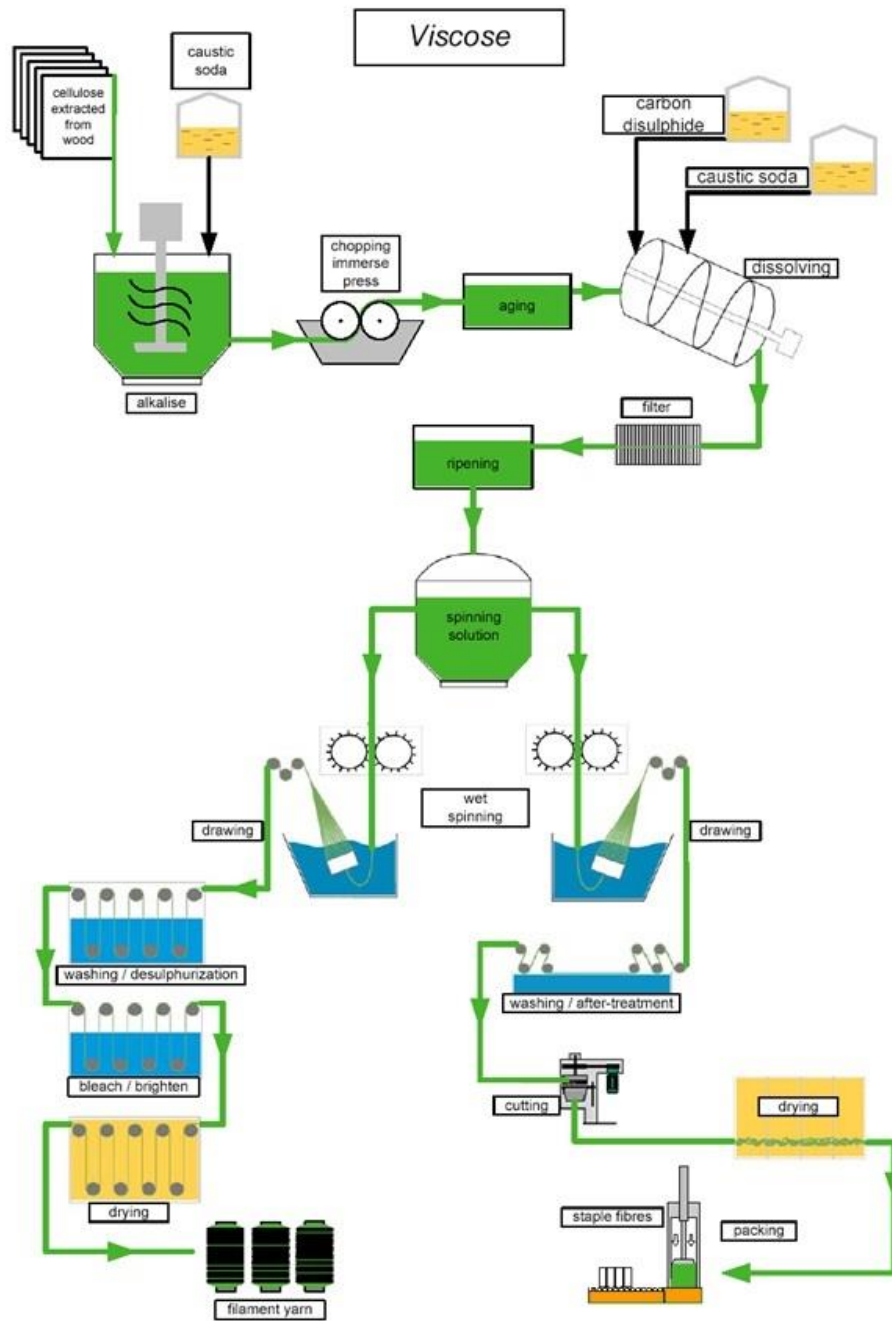 Viscose
cellulose
extracted
from
wood
caustic
soda
carbon
disulphide
caustic soda
chopping
immerse
press
aging
dissolving
alkalise
filter
ripening
spinning
solution
wet
spinning
drawing
drawing
washing / desulphurization
washing / after-treatment
bleach / brighten
cutting
drying
drying
staple fibres
packing
filament yarn